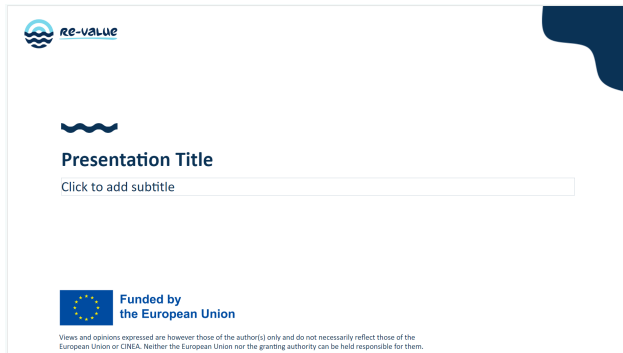 re-value
Presentation Title
Click to add subtitle
Funded by
the European Union
Views and opinions expressed are however those of the author(s) only and do not necessarily reflect those of the
European Union or CINEA. Neither the European Union nor the granting authority can be held responsible for them.